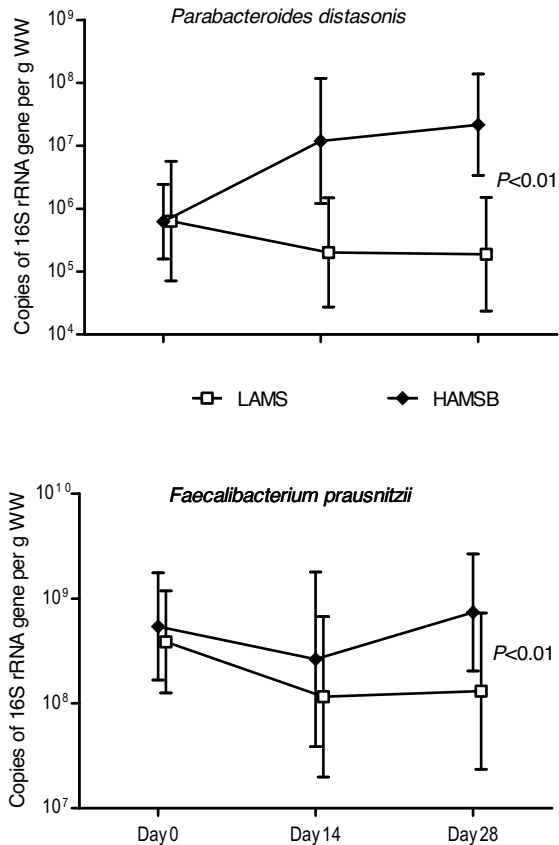 Parabacteroides distasonis
Copies of 16S rRNA gene per g WW
10⁹
10⁸
10⁷
10⁶
10⁵
10⁴
P<0.01
LAMS
HAMSB
Faecalibacterium prausnitzii
Copies of 16S rRNA gene per g WW
10¹⁰
10⁹
10⁸
10⁷
P<0.01
Day 0
Day 14
Day 28